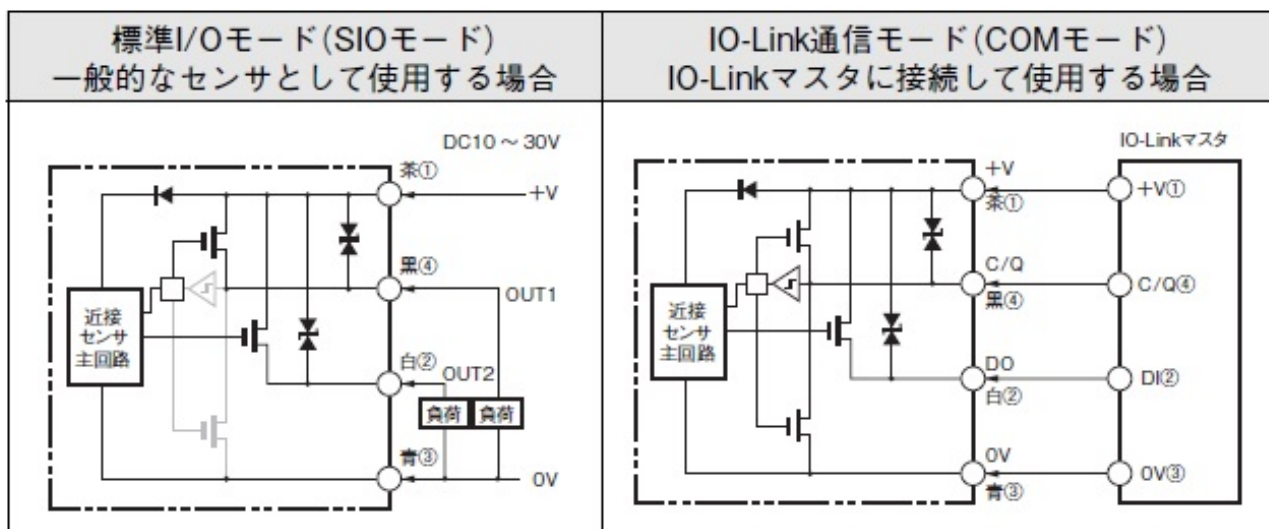 標準I/Oモード(SIOモード)
一般的なセンサとして使用する場合
IO-Link通信モード(COMモード)
IO-Linkマスタに接続して使用する場合
DC10～30V
茶①
+V
黒④
OUT1
近接
センサ
主回路
白②
OUT2
負荷
負荷
青③
0V
IO-Linkマスタ
+V
茶①
+V①
C/Q
黒④
C/Q④
近接
センサ
主回路
DO
白②
DI②
0V
青③
0V③